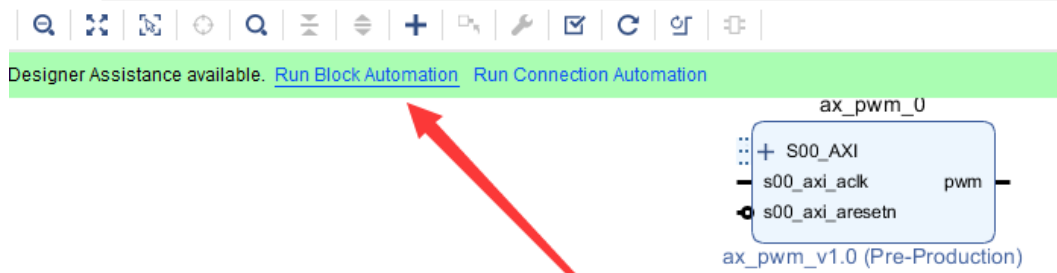 Designer Assistance available. Run Block Automation Run Connection Automation
ax_pwm_0
S00_AXI
s00_axi_aclk pwm
s00_axi_aresetn
ax_pwm_v1.0 (Pre-Production)